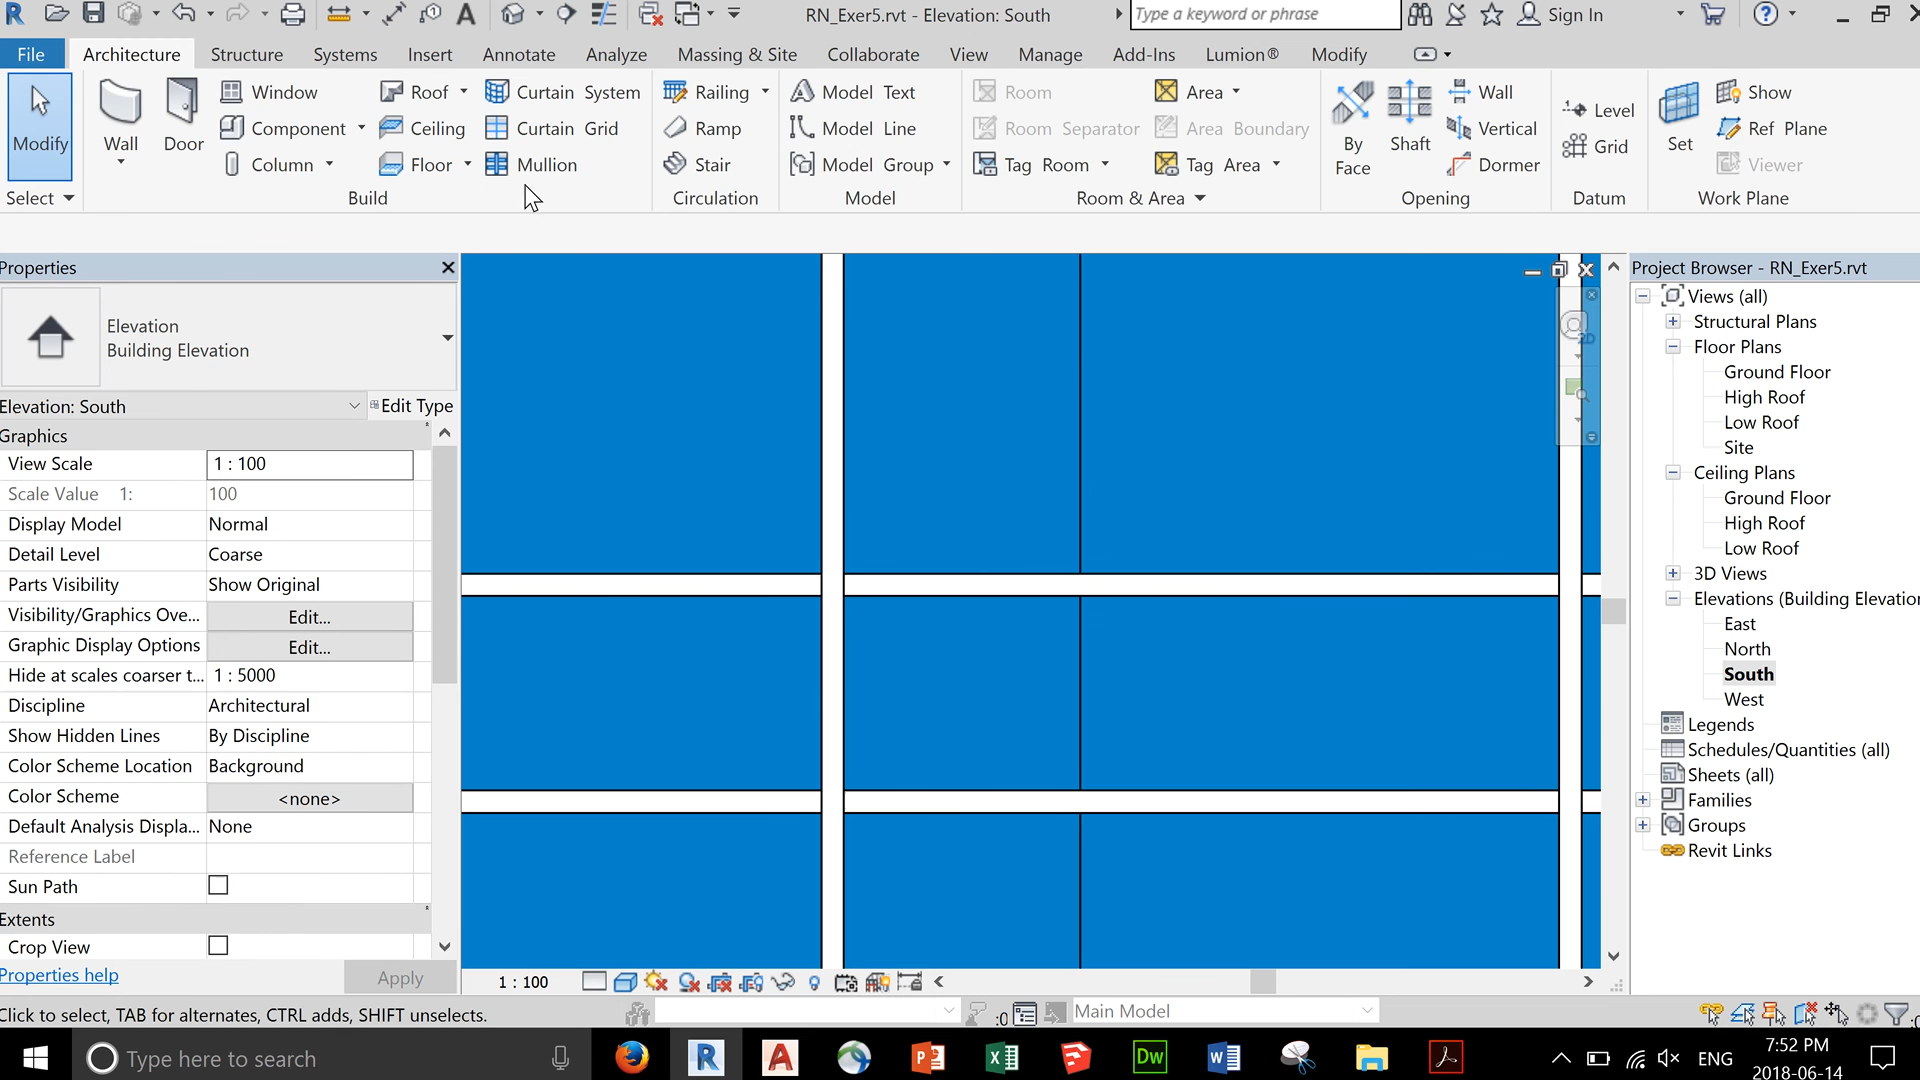 RN_Exer5.rvt - Elevation: South
Type a keyword or phrase
Sign In
File Architecture Structure Systems Insert Annotate Analyze Massing & Site Collaborate View Manage Add-Ins Lumion® Modify
Modify
Wall
Door
Window
Component
Column
Roof
Ceiling
Floor
Curtain System
Curtain Grid
Mullion
Railing
Ramp
Stair
Model Text
Model Line
Model Group
Room
Room Separator
Tag Room
Area
Area Boundary
Tag Area
By
Face
Shaft
Wall
Vertical
Dormer
Level
Grid
Set
Show
Ref Plane
Viewer
Select
Build
Circulation
Model
Room & Area
Opening
Datum
Work Plane
Properties
Elevation
Building Elevation
Elevation: South
Edit Type
Graphics
View Scale 1 : 100
Scale Value 1: 100
Display Model Normal
Detail Level Coarse
Parts Visibility Show Original
Visibility/Graphics Ove... Edit...
Graphic Display Options Edit...
Hide at scales coarser t... 1 : 5000
Discipline Architectural
Show Hidden Lines By Discipline
Color Scheme Location Background
Color Scheme <none>
Default Analysis Displa... None
Reference Label
Sun Path
Extents
Crop View
Properties help
Apply
2D
1 : 100
Project Browser - RN_Exer5.rvt
Views (all)
Structural Plans
Floor Plans
Ground Floor
High Roof
Low Roof
Site
Ceiling Plans
Ground Floor
High Roof
Low Roof
3D Views
Elevations (Building Elevation
East
North
South
West
Legends
Schedules/Quantities (all)
Sheets (all)
Families
Groups
Revit Links
Click to select, TAB for alternates, CTRL adds, SHIFT unselects.
:0
Main Model
Type here to search
ENG
7:52 PM
2018-06-14